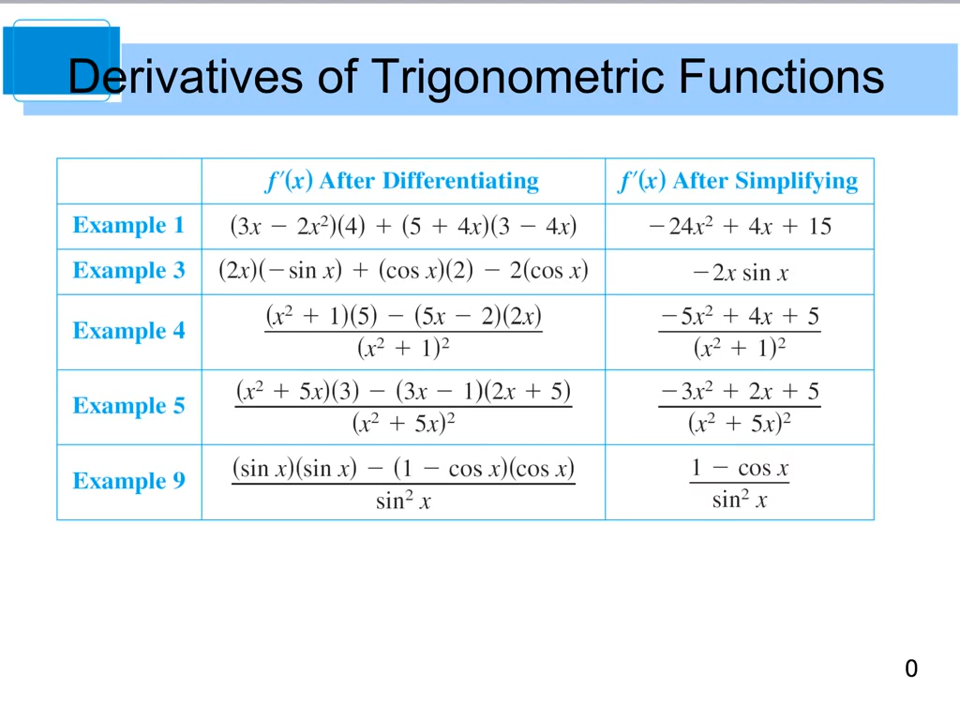 Derivatives of Trigonometric Functions
f′(x) After Differentiating f′(x) After Simplifying
Example 1 (3x − 2x²)(4) + (5 + 4x)(3 − 4x) −24x² + 4x + 15
Example 3 (2x)(−sin x) + (cos x)(2) − 2(cos x) −2x sin x
Example 4 (x² + 1)(5) − (5x − 2)(2x) / (x² + 1)² −5x² + 4x + 5 / (x² + 1)²
Example 5 (x² + 5x)(3) − (3x − 1)(2x + 5) / (x² + 5x)² −3x² + 2x + 5 / (x² + 5x)²
Example 9 (sin x)(sin x) − (1 − cos x)(cos x) / sin² x 1 − cos x / sin² x
0